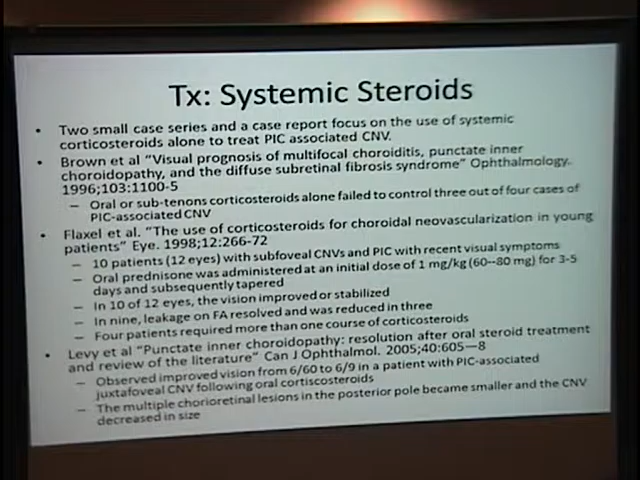 Tx: Systemic Steroids
• Two small case series and a case report focus on the use of systemic
corticosteroids alone to treat PIC associated CNV.
• Brown et al "Visual prognosis of multifocal choroiditis, punctate inner
choroidopathy, and the diffuse subretinal fibrosis syndrome" Ophthalmology.
1996;103:1100-5
– Oral or sub-tenons corticosteroids alone failed to control three out of four cases of
PIC-associated CNV
• Flaxel et al. "The use of corticosteroids for choroidal neovascularization in young
patients" Eye. 1998;12:266-72
– 10 patients (12 eyes) with subfoveal CNVs and PIC with recent visual symptoms
– Oral prednisone was administered at an initial dose of 1 mg/kg (60--80 mg) for 3-5
days and subsequently tapered
– In 10 of 12 eyes, the vision improved or stabilized
– In nine, leakage on FA resolved and was reduced in three
– Four patients required more than one course of corticosteroids
• Levy et al "Punctate inner choroidopathy: resolution after oral steroid treatment
and review of the literature" Can J Ophthalmol. 2005;40:605—8
– Observed improved vision from 6/60 to 6/9 in a patient with PIC-associated
juxtafoveal CNV following oral cortiscosteroids
– The multiple chorioretinal lesions in the posterior pole became smaller and the CNV
decreased in size